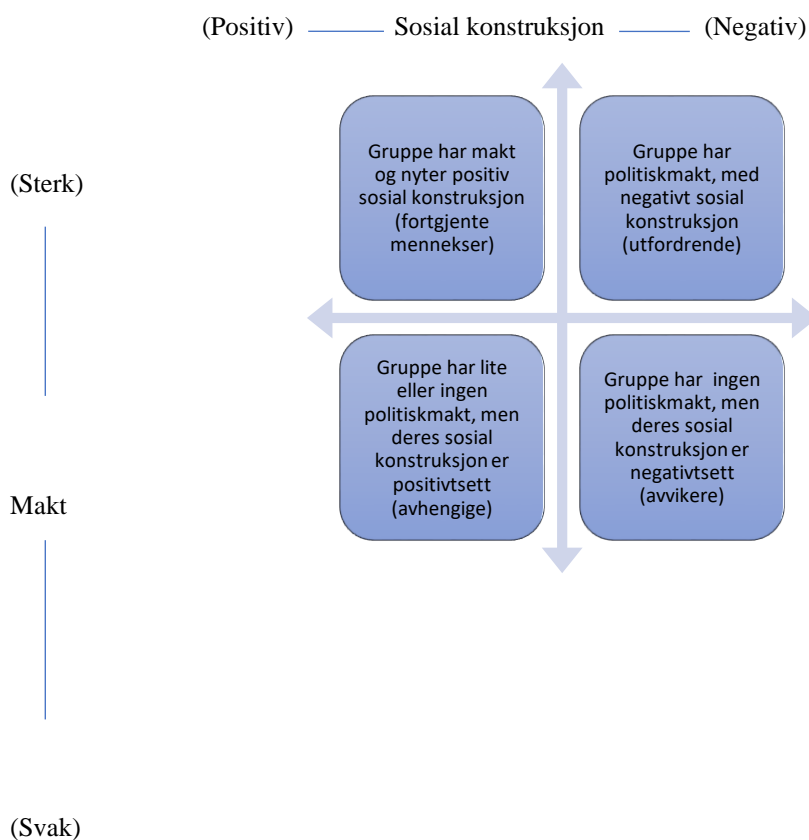 (Positiv) Sosial konstruksjon (Negativ)
(Sterk)
Gruppe har makt
og nyter positiv
sosial konstruksjon
(fortgjente
mennekser)
Gruppe har
politiskmakt, med
negativt sosial
konstruksjon
(utfordrende)
Gruppe har lite
eller ingen
politiskmakt, men
deres sosial
konstruksjon er
positivtsett
(avhengige)
Gruppe har ingen
politiskmakt, men
deres sosial
konstruksjon er
negativtsett
(avvikere)
Makt
(Svak)